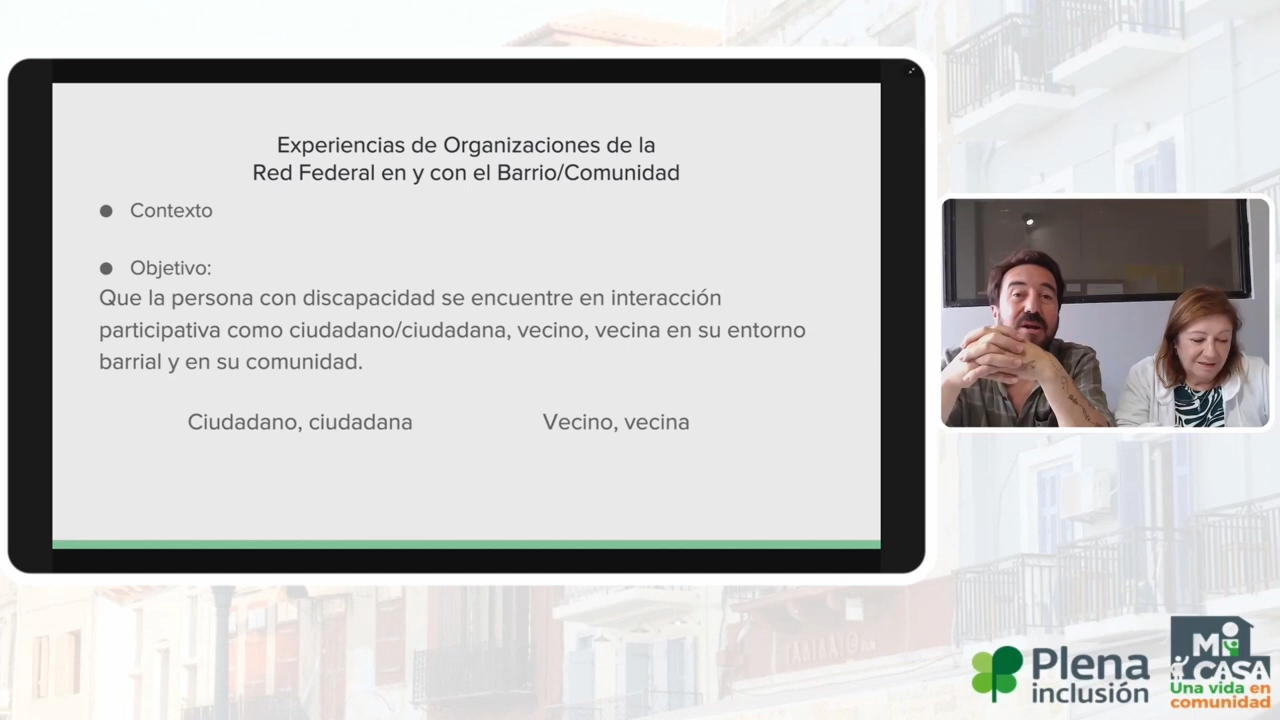 Experiencias de Organizaciones de la
Red Federal en y con el Barrio/Comunidad
● Contexto
● Objetivo:
Que la persona con discapacidad se encuentre en interacción
participativa como ciudadano/ciudadana, vecino, vecina en su entorno
barrial y en su comunidad.
Ciudadano, ciudadana Vecino, vecina
Plena
inclusión
Mi
CASA
Una vida en
comunidad